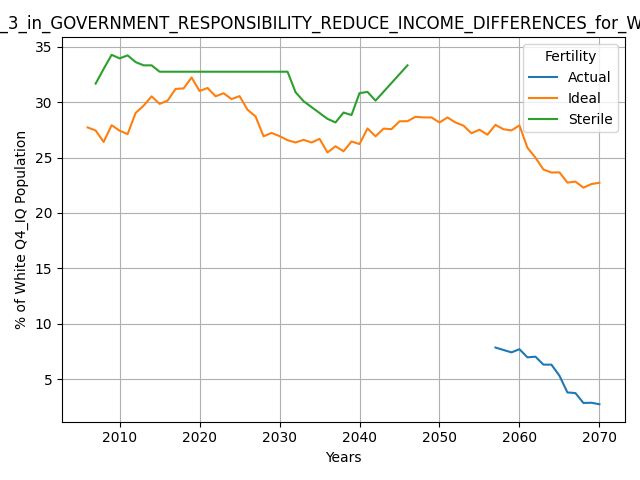 _3_in_GOVERNMENT_RESPONSIBILITY_REDUCE_INCOME_DIFFERENCES_for_W
Fertility
Actual
Ideal
Sterile
% of White Q4_IQ Population
35
30
25
20
15
10
5
2010 2020 2030 2040 2050 2060 2070
Years